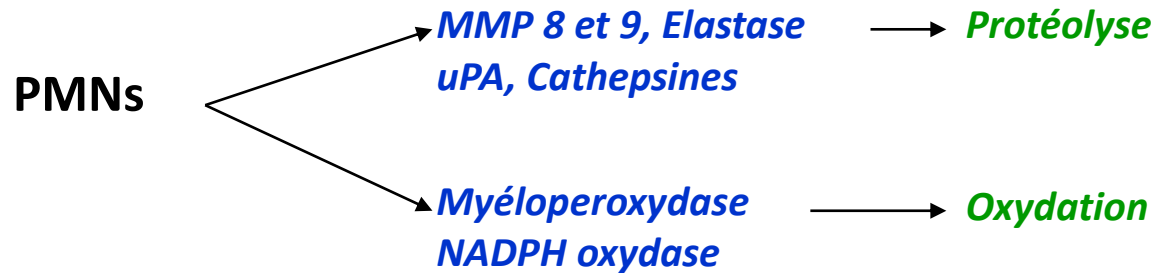 MMP 8 et 9, Elastase
Protéolyse
uPA, Cathepsines
PMNs
Myéloperoxydase
Oxydation
NADPH oxydase